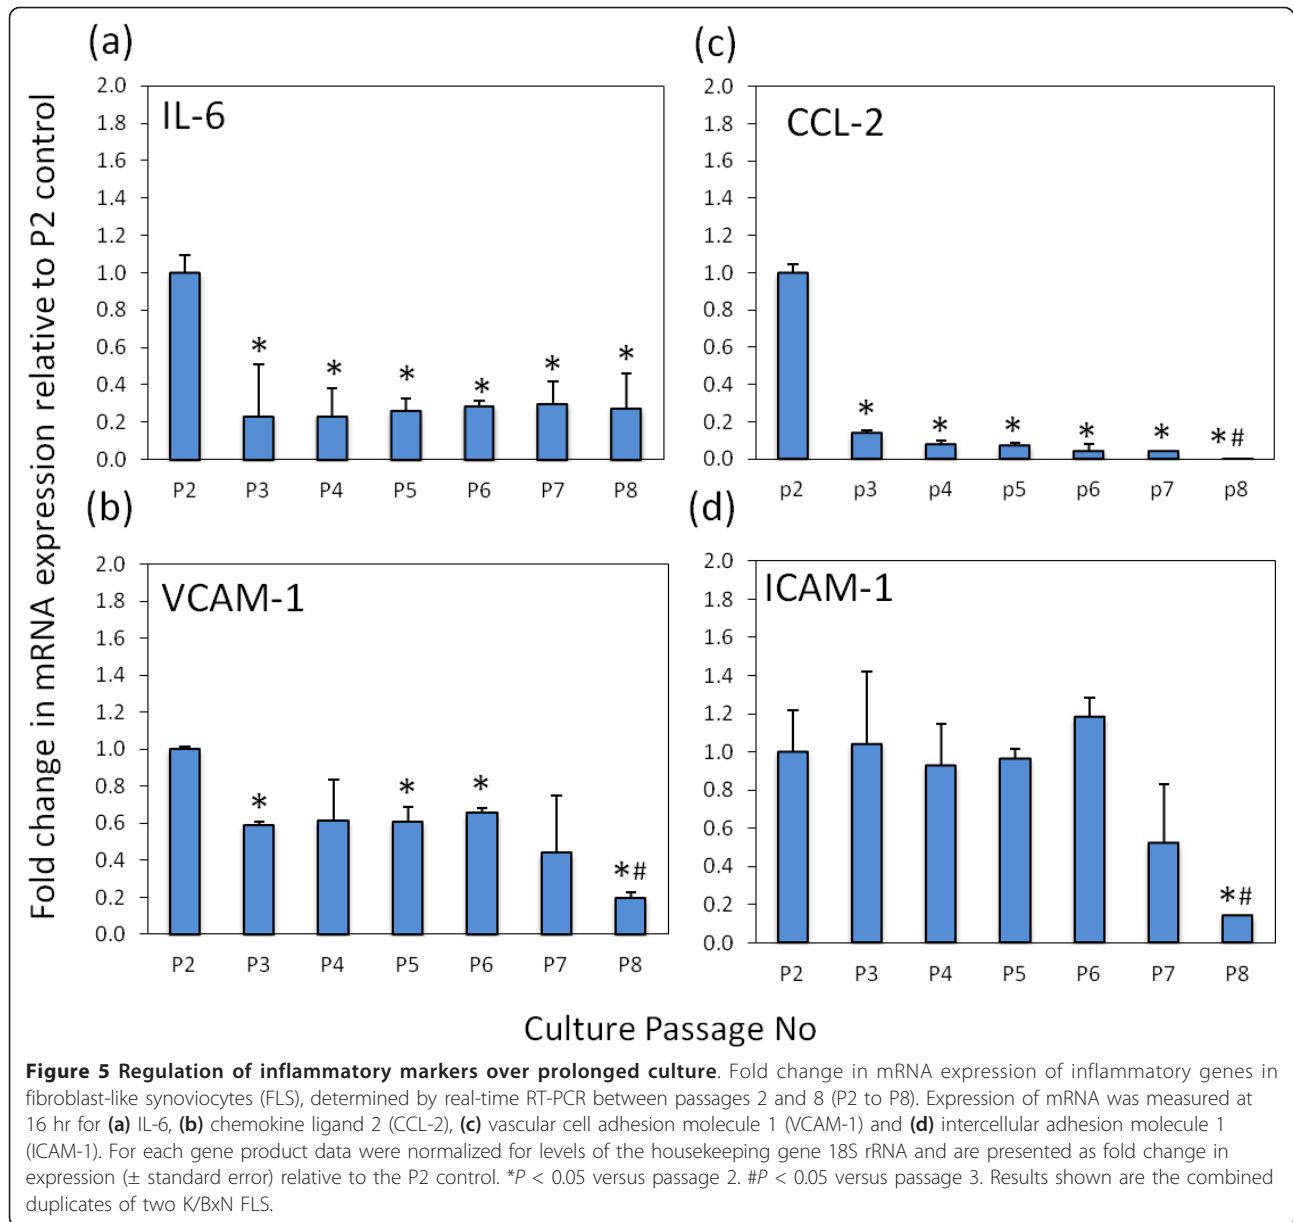 Fold change in mRNA expression relative to P2 control
(a)
IL-6
2.0
1.8
1.6
1.4
1.2
1.0
0.8
0.6
0.4
0.2
0.0
* * * * * *
P2 P3 P4 P5 P6 P7 P8
(c)
CCL-2
2.0
1.8
1.6
1.4
1.2
1.0
0.8
0.6
0.4
0.2
0.0
* * * * * *#
p2 p3 p4 p5 p6 p7 p8
(b)
VCAM-1
2.0
1.8
1.6
1.4
1.2
1.0
0.8
0.6
0.4
0.2
0.0
* * * *#
P2 P3 P4 P5 P6 P7 P8
(d)
ICAM-1
2.0
1.8
1.6
1.4
1.2
1.0
0.8
0.6
0.4
0.2
0.0
*#
P2 P3 P4 P5 P6 P7 P8
Culture Passage No
Figure 5 Regulation of inflammatory markers over prolonged culture. Fold change in mRNA expression of inflammatory genes in
fibroblast-like synoviocytes (FLS), determined by real-time RT-PCR between passages 2 and 8 (P2 to P8). Expression of mRNA was measured at
16 hr for (a) IL-6, (b) chemokine ligand 2 (CCL-2), (c) vascular cell adhesion molecule 1 (VCAM-1) and (d) intercellular adhesion molecule 1
(ICAM-1). For each gene product data were normalized for levels of the housekeeping gene 18S rRNA and are presented as fold change in
expression (± standard error) relative to the P2 control. *P < 0.05 versus passage 2. #P < 0.05 versus passage 3. Results shown are the combined
duplicates of two K/BxN FLS.